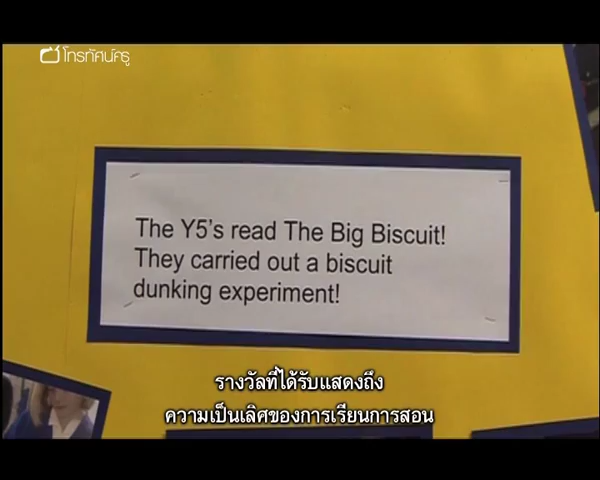 โทรทัศน์ครู
The Y5's read The Big Biscuit!
They carried out a biscuit
dunking experiment!
รางวัลที่ได้รับแสดงถึง
ความเป็นเลิศของการเรียนการสอน